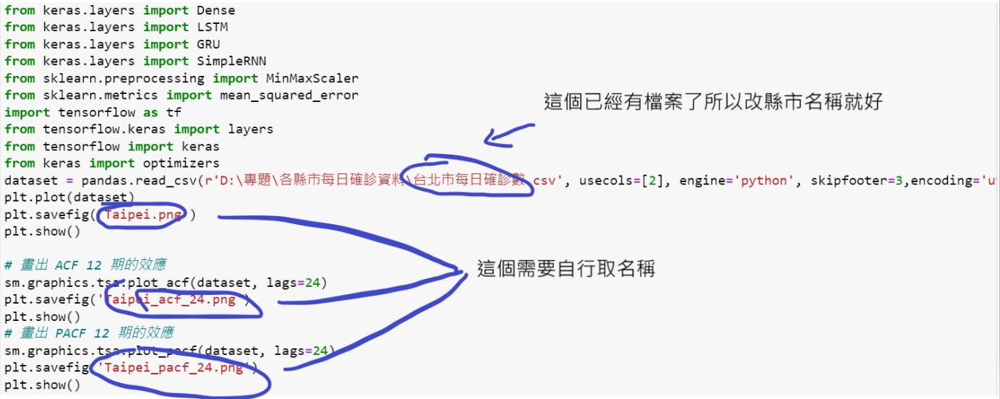 from keras.layers import Dense
from keras.layers import LSTM
from keras.layers import GRU
from keras.layers import SimpleRNN
from sklearn.preprocessing import MinMaxScaler
from sklearn.metrics import mean_squared_error
import tensorflow as tf
from tensorflow.keras import layers
from tensorflow import keras
from keras import optimizers
這個已經有檔案了所以改縣市名稱就好
dataset = pandas.read_csv(r'D:\專題\各縣市每日確診資料\台北市每日確診數.csv', usecols=[2], engine='python', skipfooter=3,encoding='u
plt.plot(dataset)
plt.savefig('Taipei.png')
plt.show()
這個需要自行取名稱
# 畫出 ACF 12 期的效應
sm.graphics.tsa.plot_acf(dataset, lags=24)
plt.savefig('Taipei_acf_24.png')
plt.show()
# 畫出 PACF 12 期的效應
sm.graphics.tsa.plot_pacf(dataset, lags=24)
plt.savefig('Taipei_pacf_24.png')
plt.show()